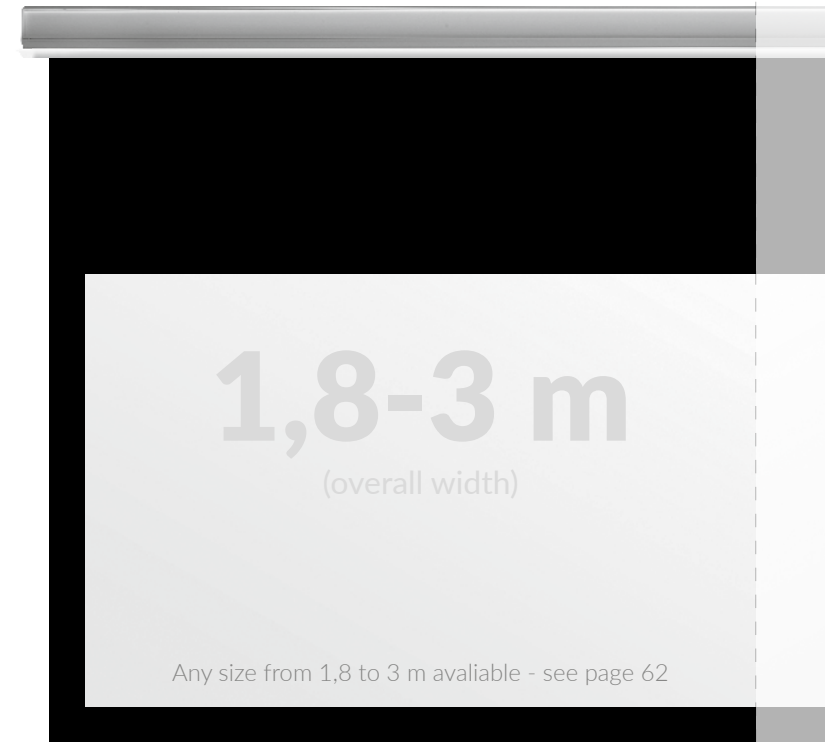 1,8-3 m
(overall width)
Any size from 1,8 to 3 m avaliable - see page 62